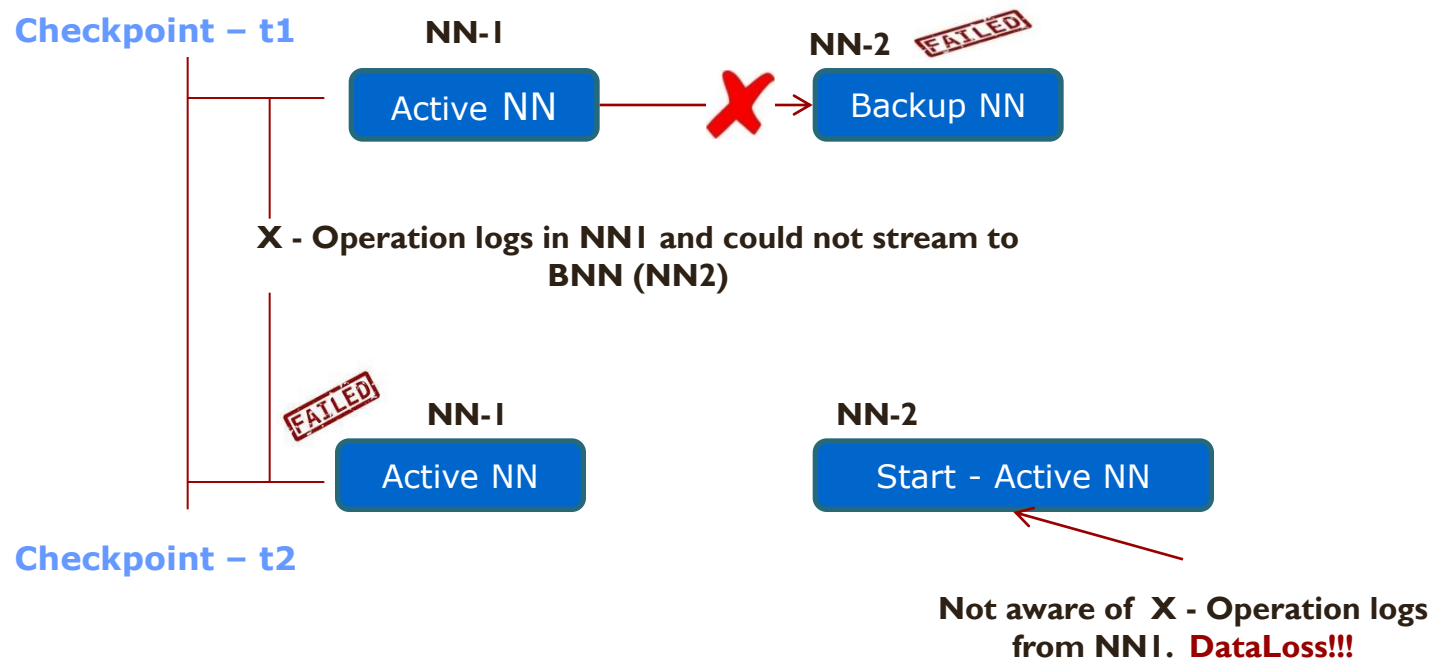 Checkpoint – t1
NN-1
NN-2
FAILED
Active NN
Backup NN
X - Operation logs in NN1 and could not stream to
BNN (NN2)
FAILED
NN-1
NN-2
Active NN
Start - Active NN
Checkpoint – t2
Not aware of X - Operation logs
from NN1. DataLoss!!!